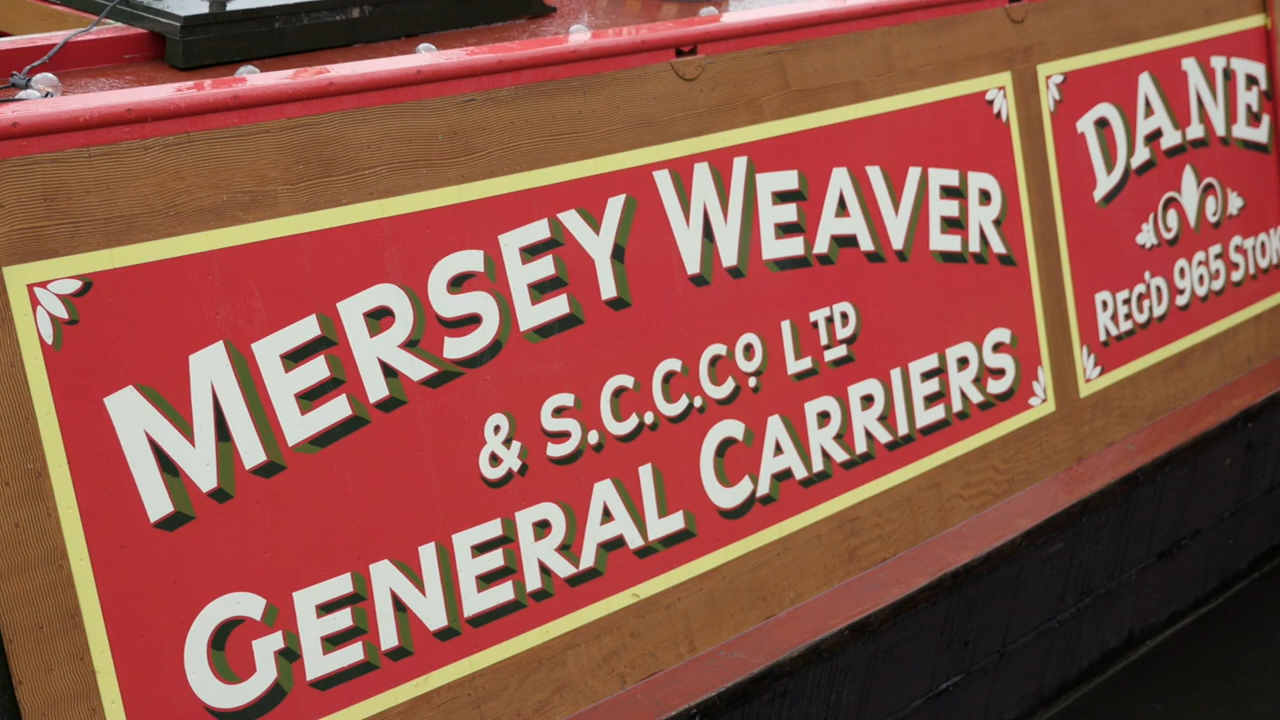 MERSEY WEAVER
& S.C.C.Co LTD
GENERAL CARRIERS
DANE
REG'D 965